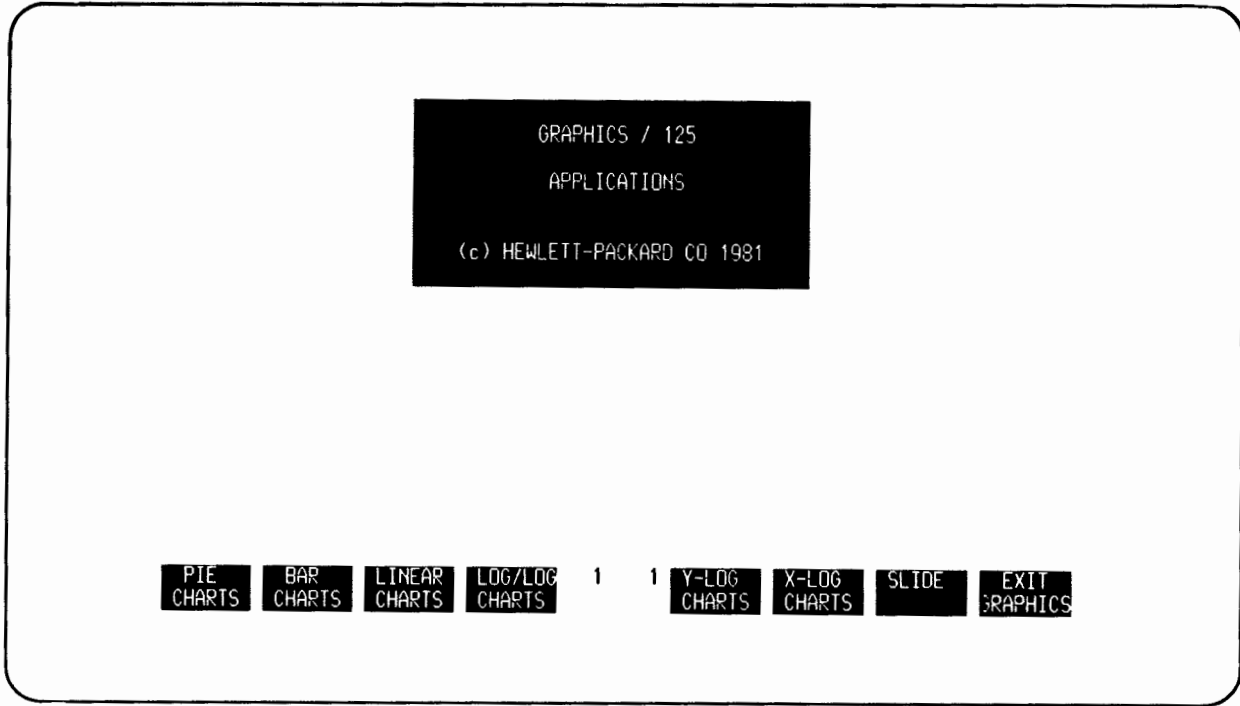 GRAPHICS / 125
APPLICATIONS
(c) HEWLETT-PACKARD CO 1981
PIE BAR LINEAR LOG/LOG 1 1 Y-LOG X-LOG SLIDE EXIT
CHARTS CHARTS CHARTS CHARTS CHARTS CHARTS GRAPHICS